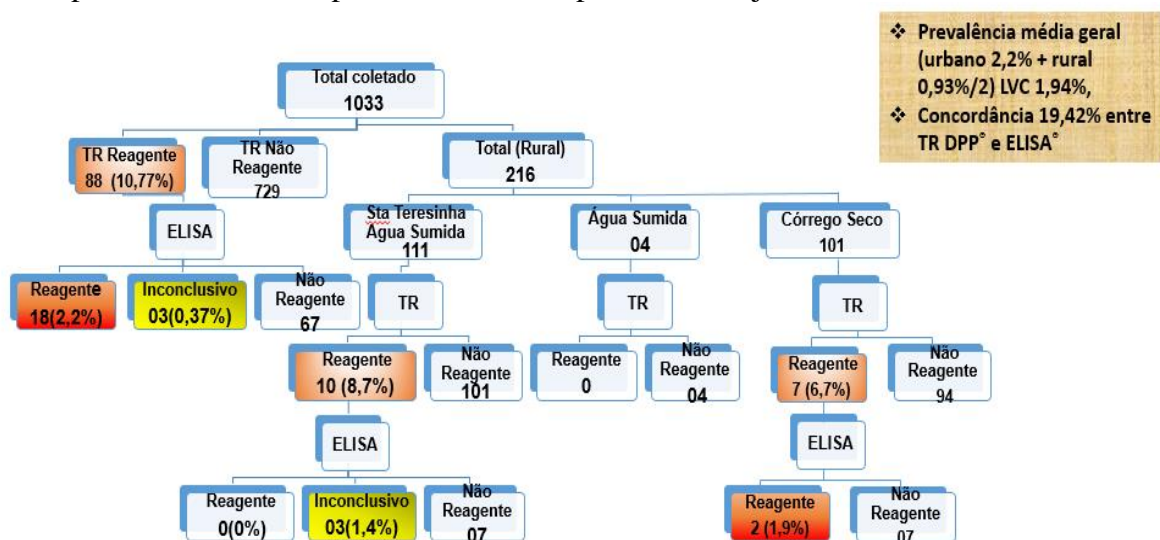 ❖ Prevalência média geral
(urbano 2,2% + rural
0,93%/2) LVC 1,94%,
❖ Concordância 19,42% entre
TR DPP® e ELISA®
Total coletado
1033
TR Reagente
88 (10,77%)
TR Não
Reagente
729
Total (Rural)
216
ELISA
Sta Teresinha
Água Sumida
111
Água Sumida
04
Córrego Seco
101
Reagente
18(2,2%)
Inconclusivo
03(0,37%)
Não
Reagente
67
TR
TR
TR
Reagente
10 (8,7%)
Não
Reagente
101
Reagente
0
Não
Reagente
04
Reagente
7 (6,7%)
Não
Reagente
94
ELISA
ELISA
Reagente
0(0%)
Inconclusivo
03(1,4%)
Não
Reagente
07
Reagente
2 (1,9%)
Não
Reagente
07